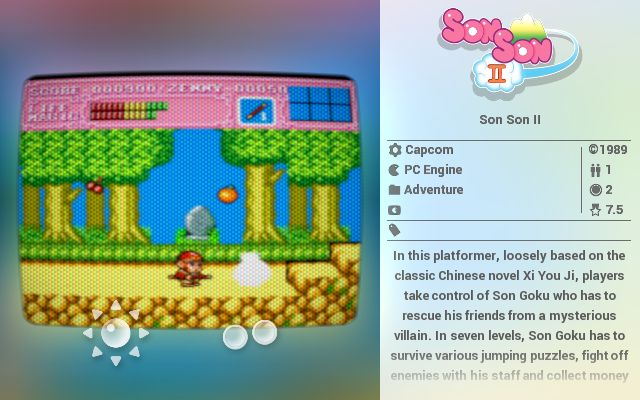 SON
SON
II
Son Son II
SCORE 000500 ZENNY 00050
LIFE
MAGIC
Capcom
©1989
PC Engine
1
Adventure
2
7.5
In this platformer, loosely based on the
classic Chinese novel Xi You Ji, players
take control of Son Goku who has to
rescue his friends from a mysterious
villain. In seven levels, Son Goku has to
survive various jumping puzzles, fight off
enemies with his staff and collect money